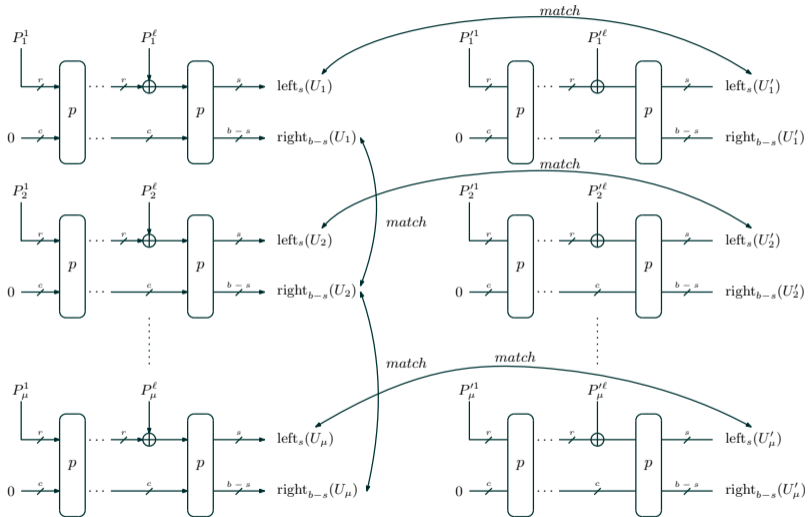 match
P_1^1 P_1^ℓ P'_1^1 P'_1^ℓ
r ··· r s left_s(U_1) r ··· r s left_s(U'_1)
p p p p
0 c ··· c b − s right_{b−s}(U_1) 0 c ··· c b − s right_{b−s}(U'_1)
match
P_2^1 P_2^ℓ P'_2^1 P'_2^ℓ
match
r ··· r s left_s(U_2) r ··· r s left_s(U'_2)
p p p p
0 c ··· c b − s right_{b−s}(U_2) 0 c ··· c b − s right_{b−s}(U'_2)
match match
P_μ^1 P_μ^ℓ P'_μ^1 P'_μ^ℓ
r ··· r s left_s(U_μ) r ··· r s left_s(U'_μ)
p p p p
0 c ··· c b − s right_{b−s}(U_μ) 0 c ··· c b − s right_{b−s}(U'_μ)